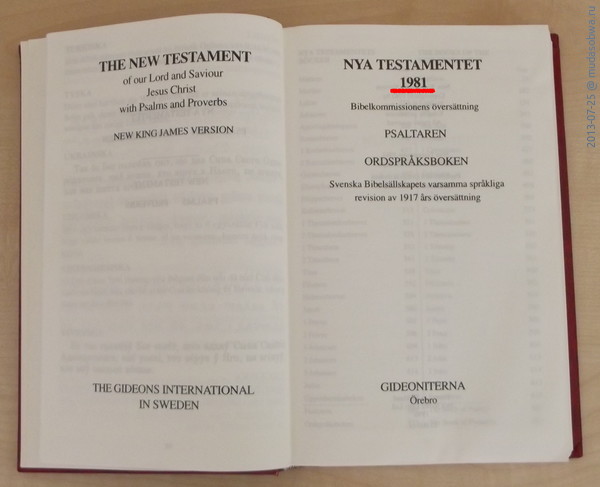 THE NEW TESTAMENT
of our Lord and Saviour
Jesus Christ
with Psalms and Proverbs
NEW KING JAMES VERSION
THE GIDEONS INTERNATIONAL
IN SWEDEN
NYA TESTAMENTET
1981
Bibelkommissionens översättning
PSALTAREN
ORDSPRÅKSBOKEN
Svenska Bibelsällskapets varsamma språkliga
revision av 1917 års översättning
GIDEONITERNA
Örebro
2013-07-25 @ mudasobwa.ru